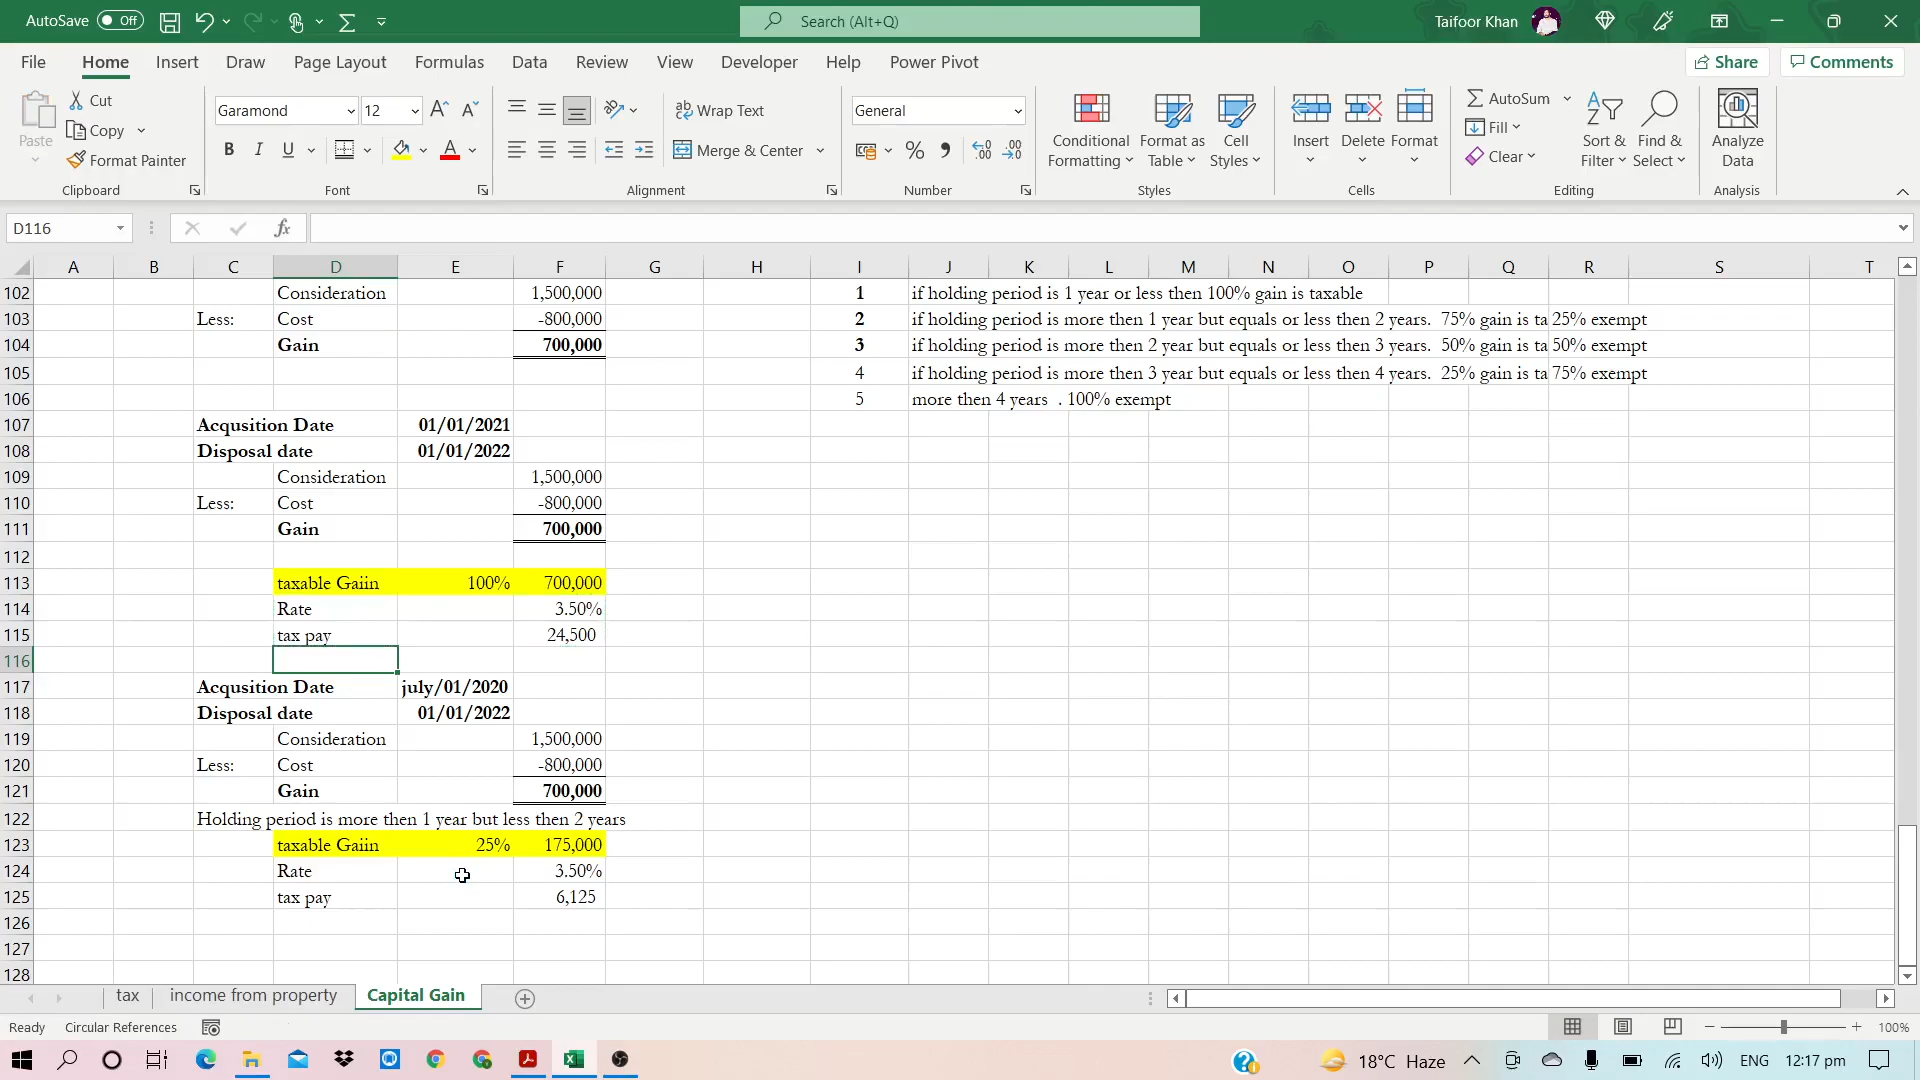 AutoSave Off
Search (Alt+Q)
Taifoor Khan
File Home Insert Draw Page Layout Formulas Data Review View Developer Help Power Pivot
Share Comments
Paste Cut Copy Format Painter
Garamond 12
B I U
Wrap Text
Merge & Center
General
Conditional Formatting Format as Table Cell Styles
Insert Delete Format
AutoSum Fill Clear
Sort & Filter Find & Select
Analyze Data
Clipboard Font Alignment Number Styles Cells Editing Analysis
D116 fx
A B C D E F G H I J K L M N O P Q R S T
102 Consideration 1,500,000 1 if holding period is 1 year or less then 100% gain is taxable
103 Less: Cost -800,000 2 if holding period is more then 1 year but equals or less then 2 years. 75% gain is ta 25% exempt
104 Gain 700,000 3 if holding period is more then 2 year but equals or less then 3 years. 50% gain is ta 50% exempt
105 4 if holding period is more then 3 year but equals or less then 4 years. 25% gain is ta 75% exempt
106 5 more then 4 years . 100% exempt
107 Acqusition Date 01/01/2021
108 Disposal date 01/01/2022
109 Consideration 1,500,000
110 Less: Cost -800,000
111 Gain 700,000
112
113 taxable Gaiin 100% 700,000
114 Rate 3.50%
115 tax pay 24,500
116
117 Acqusition Date july/01/2020
118 Disposal date 01/01/2022
119 Consideration 1,500,000
120 Less: Cost -800,000
121 Gain 700,000
122 Holding period is more then 1 year but less then 2 years
123 taxable Gaiin 25% 175,000
124 Rate 3.50%
125 tax pay 6,125
126
127
128
tax income from property Capital Gain
Ready Circular References 100%
18°C Haze ENG 12:17 pm